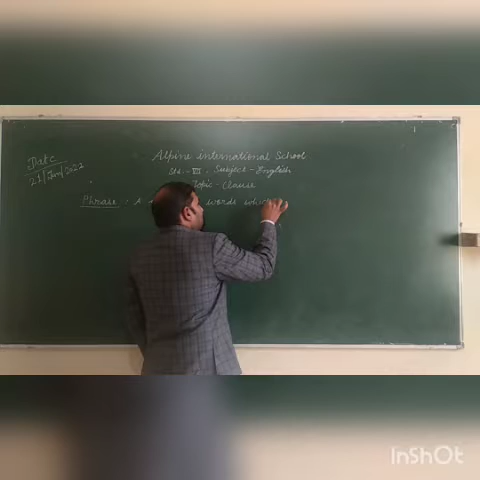 Date
21/Jan/2022
Alpine international School
Std.-VII. Subject-English
Topic-Clause
Phrase : A words which
InShOt